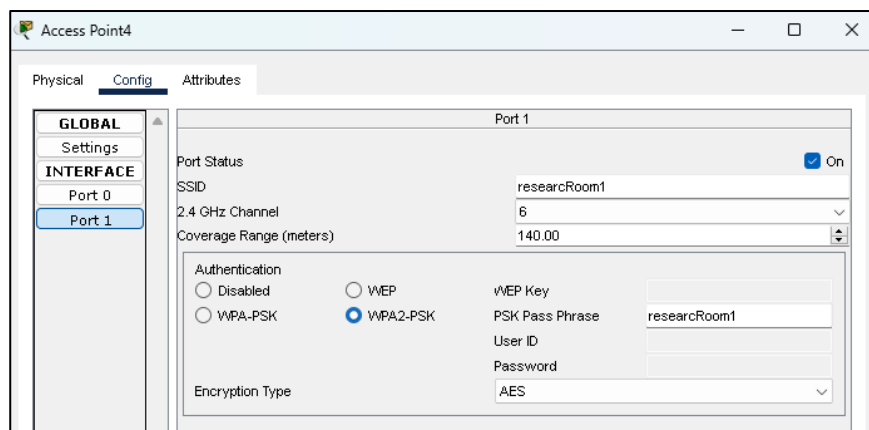 Access Point4
Physical Config Attributes
GLOBAL
Settings
INTERFACE
Port 0
Port 1
Port 1
Port Status On
SSID researcRoom1
2.4 GHz Channel 6
Coverage Range (meters) 140.00
Authentication
Disabled WEP WEP Key
WPA-PSK WPA2-PSK PSK Pass Phrase researcRoom1
User ID
Password
Encryption Type AES